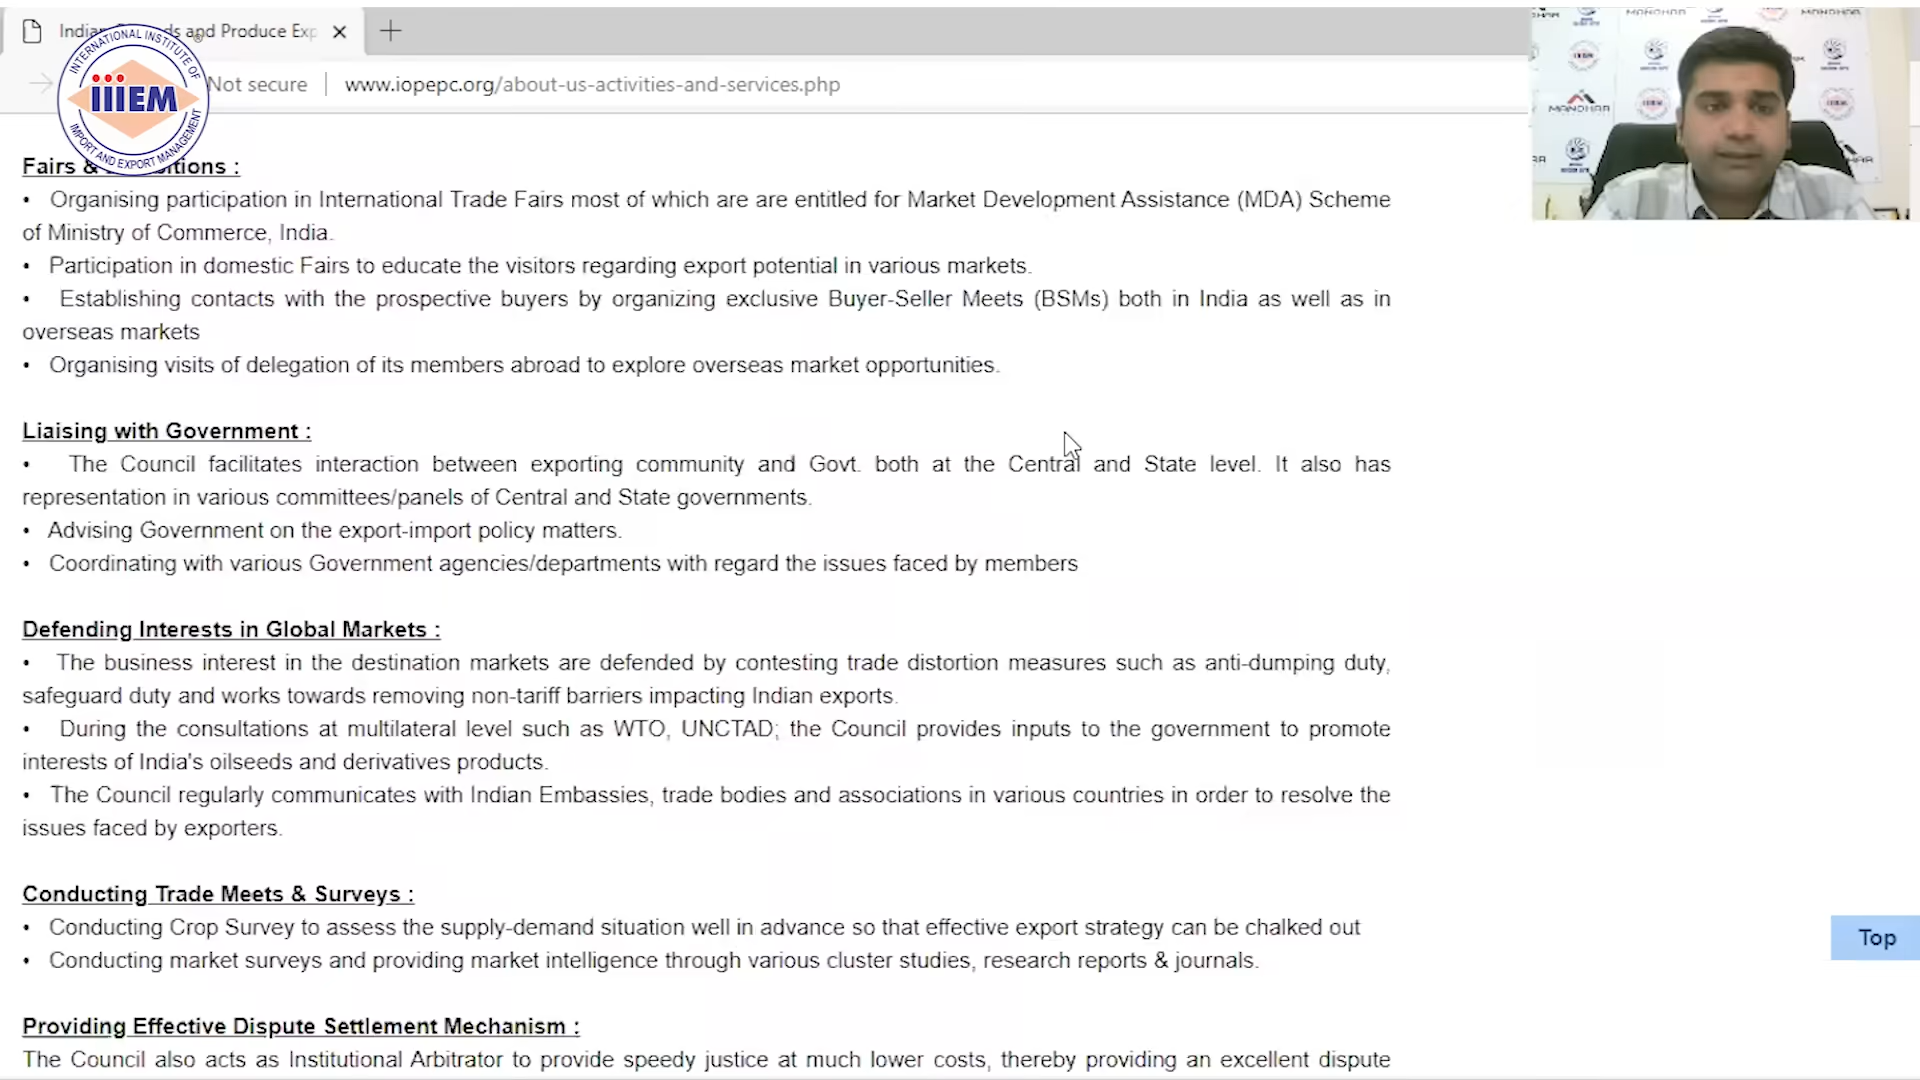 India ds and Produce Exp
Not secure
www.iopepc.org/about-us-activities-and-services.php
INTERNATIONAL INSTITUTE OF
iiiEM
IMPORT AND EXPORT MANAGEMENT
Fairs & itions :
• Organising participation in International Trade Fairs most of which are are entitled for Market Development Assistance (MDA) Scheme
of Ministry of Commerce, India.
• Participation in domestic Fairs to educate the visitors regarding export potential in various markets.
• Establishing contacts with the prospective buyers by organizing exclusive Buyer-Seller Meets (BSMs) both in India as well as in
overseas markets
• Organising visits of delegation of its members abroad to explore overseas market opportunities.
Liaising with Government :
• The Council facilitates interaction between exporting community and Govt. both at the Central and State level. It also has
representation in various committees/panels of Central and State governments.
• Advising Government on the export-import policy matters.
• Coordinating with various Government agencies/departments with regard the issues faced by members
Defending Interests in Global Markets :
• The business interest in the destination markets are defended by contesting trade distortion measures such as anti-dumping duty,
safeguard duty and works towards removing non-tariff barriers impacting Indian exports.
• During the consultations at multilateral level such as WTO, UNCTAD; the Council provides inputs to the government to promote
interests of India's oilseeds and derivatives products.
• The Council regularly communicates with Indian Embassies, trade bodies and associations in various countries in order to resolve the
issues faced by exporters.
Conducting Trade Meets & Surveys :
• Conducting Crop Survey to assess the supply-demand situation well in advance so that effective export strategy can be chalked out
• Conducting market surveys and providing market intelligence through various cluster studies, research reports & journals.
Providing Effective Dispute Settlement Mechanism :
The Council also acts as Institutional Arbitrator to provide speedy justice at much lower costs, thereby providing an excellent dispute
Top
MANDHAR